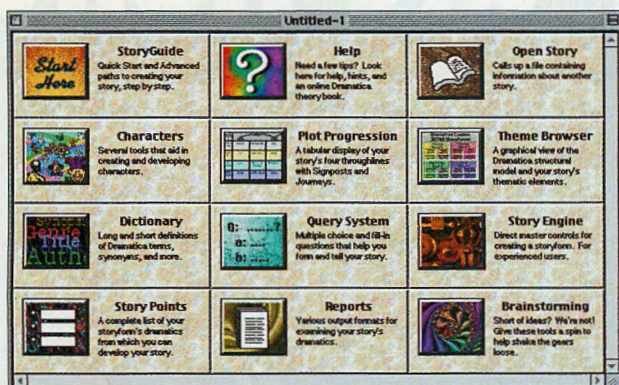 Untitled-1
Start
Here
StoryGuide
Quick Start and Advanced
paths to creating your
story, step by step.
Help
Need a few tips? Look
here for help, hints, and
an online Dramatica
theory book.
Open Story
Calls up a file containing
information about another
story.
Characters
Several tools that aid in
creating and developing
characters.
Plot Progression
A tabular display of your
story's four throughlines
with Signposts and
Journeys.
Theme Browser
A graphical view of the
Dramatica structural
model and your story's
thematic elements.
Synops
Genre
Title
Auth
Dictionary
Long and short definitions
of Dramatica terms,
synonyms, and more.
Q: ......?
a: ....
b: ....
Query System
Multiple choice and fill-in
questions that help you
form and tell your story.
Story Engine
Direct master controls for
creating a storyform. For
experienced users.
Story Points
A complete list of your
storyform's dramatics
from which you can
develop your story.
Reports
Various output formats for
examining your story's
dramatics.
Brainstorming
Short of ideas? We're not!
Give these tools a spin to
help shake the gears
loose.